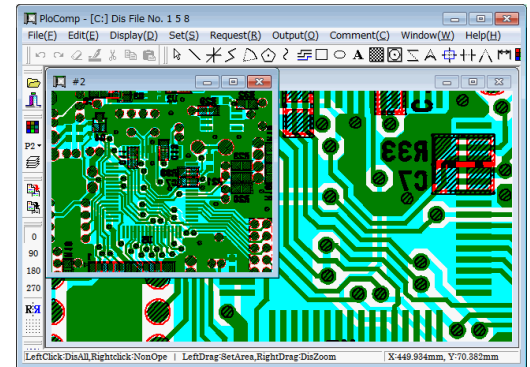 PloComp - [C:] Dis File No. 1 5 8
File(F) Edit(E) Display(D) Set(S) Request(R) Output(O) Comment(C) Window(W) Help(H)
A
#2
P2
0
90
180
270
R:R
R33
C7
LeftClick:DisAll,Rightclick:NonOpe | LeftDrag:SetArea,RightDrag:DisZoom X:449.934mm, Y:70.382mm